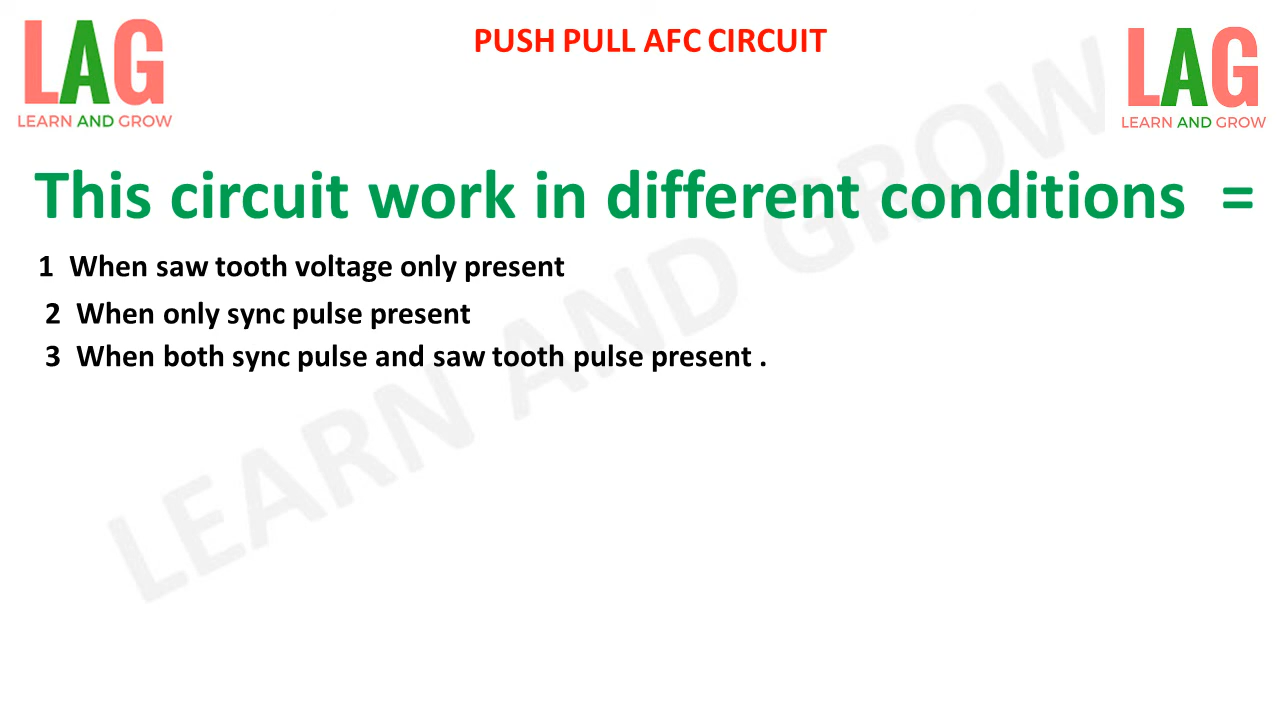 LAG
LEARN AND GROW
PUSH PULL AFC CIRCUIT
LAG
LEARN AND GROW
This circuit work in different conditions =
1 When saw tooth voltage only present
2 When only sync pulse present
3 When both sync pulse and saw tooth pulse present .
LEARN AND GROW